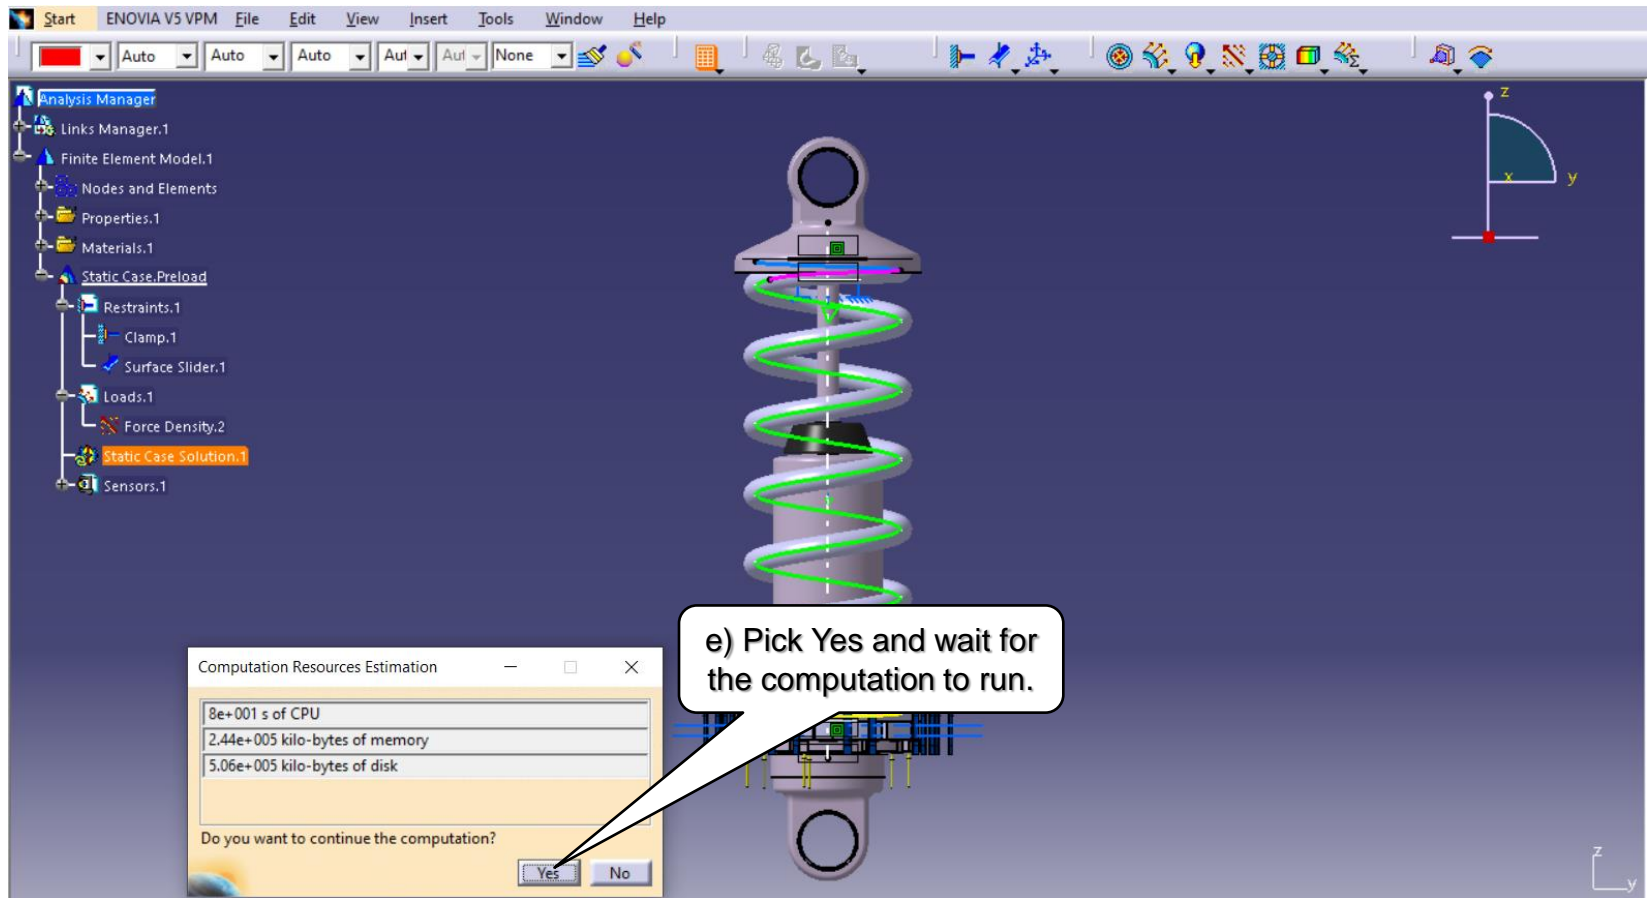 Start ENOVIA V5 VPM File Edit View Insert Tools Window Help
Auto Auto Auto Aut Aut None
Analysis Manager
Links Manager.1
Finite Element Model.1
Nodes and Elements
Properties.1
Materials.1
Static Case.Preload
Restraints.1
Clamp.1
Surface Slider.1
Loads.1
Force Density.2
Static Case Solution.1
Sensors.1
z
x
y
e) Pick Yes and wait for
the computation to run.
Computation Resources Estimation
8e+001 s of CPU
2.44e+005 kilo-bytes of memory
5.06e+005 kilo-bytes of disk
Do you want to continue the computation?
Yes No
z
y